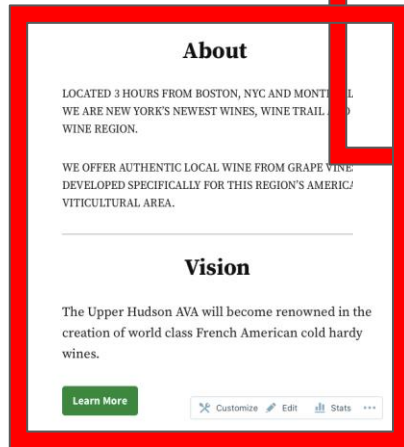 About
LOCATED 3 HOURS FROM BOSTON, NYC AND
WE ARE NEW YORK'S NEWEST WINES, WINE TRAIL
WINE REGION.
WE OFFER AUTHENTIC LOCAL WINE FROM GRAPE
DEVELOPED SPECIFICALLY FOR THIS REGION'S
VITICULTURAL AREA.
Vision
The Upper Hudson AVA will become renowned in the
creation of world class French American cold hardy
wines.
Learn More
Customize Edit Stats